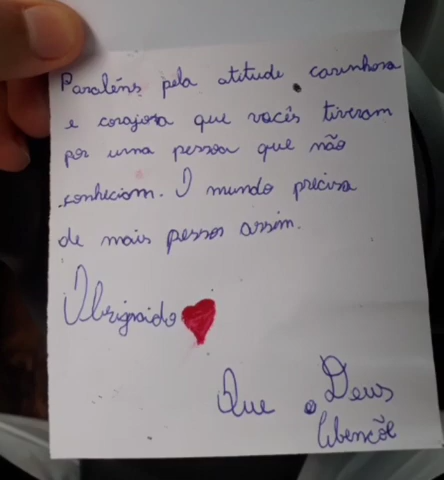 Parabéns pela atitude carinhosa
e corajosa que vocês tiveram
por uma pessoa que não
conheciam. O mundo precisa
de mais pessoas assim.
Obrigado
Que Deus
Abençõe